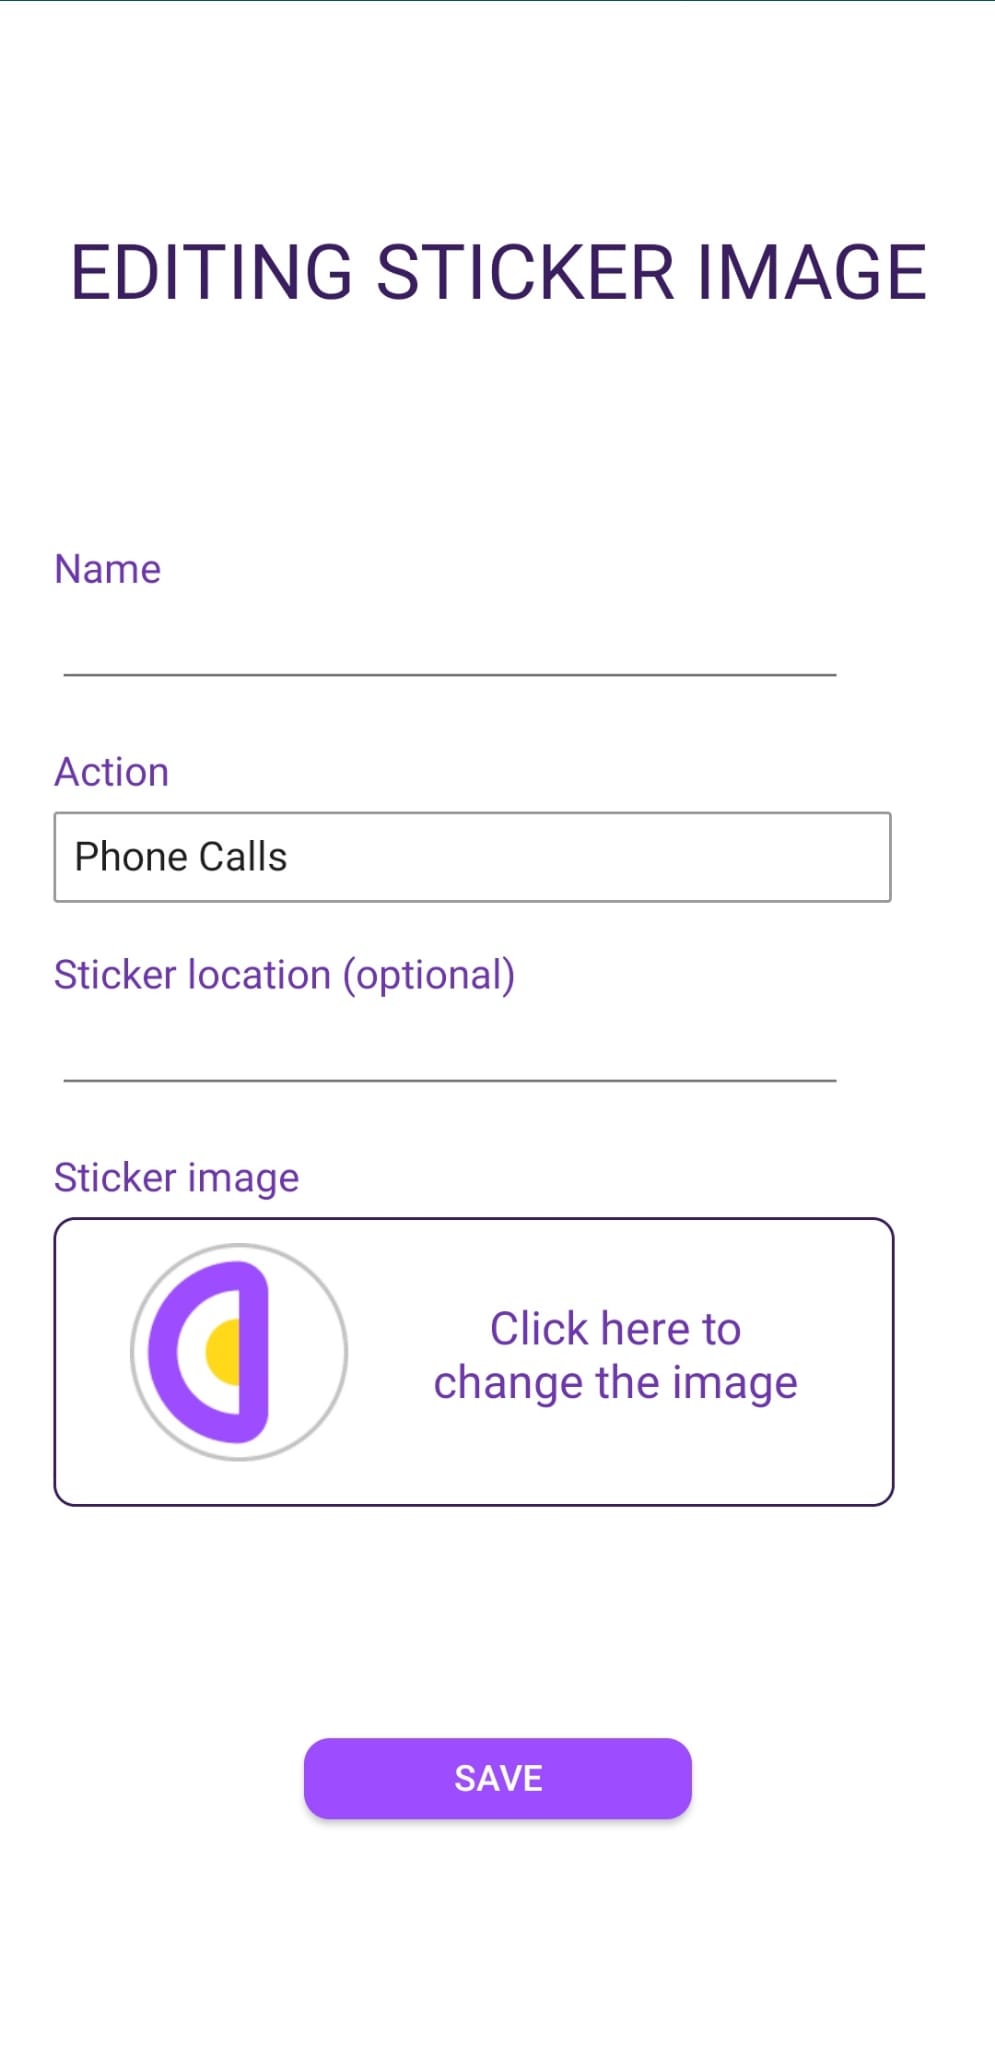 EDITING STICKER IMAGE
Name
Action
Phone Calls
Sticker location (optional)
Sticker image
Click here to
change the image
SAVE